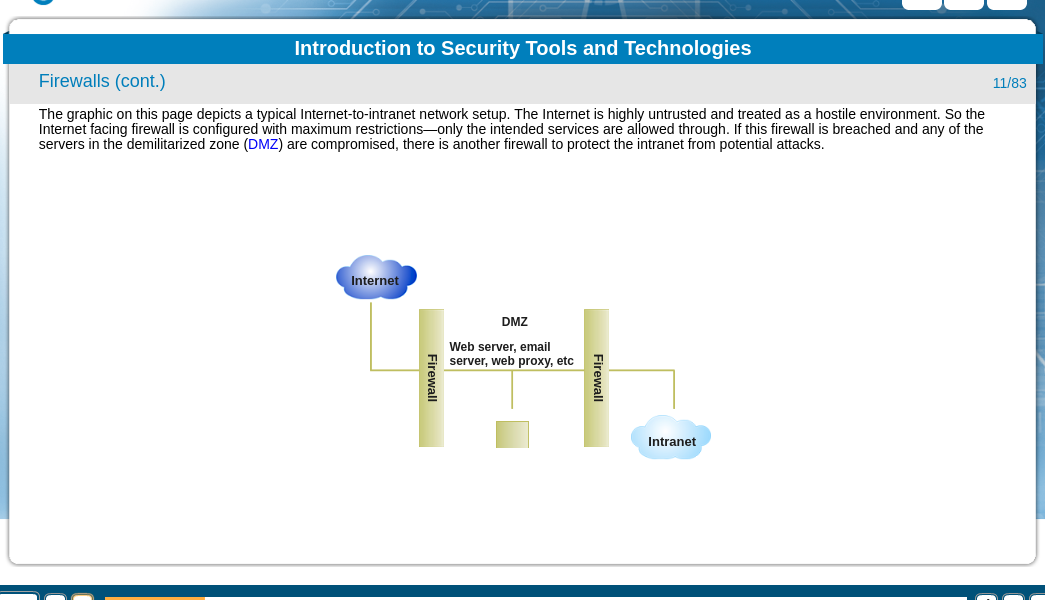 Introduction to Security Tools and Technologies
Firewalls (cont.)
11/83
The graphic on this page depicts a typical Internet-to-intranet network setup. The Internet is highly untrusted and treated as a hostile environment. So the
Internet facing firewall is configured with maximum restrictions—only the intended services are allowed through. If this firewall is breached and any of the
servers in the demilitarized zone (DMZ) are compromised, there is another firewall to protect the intranet from potential attacks.
Internet
DMZ
Web server, email
server, web proxy, etc
Firewall
Firewall
Intranet